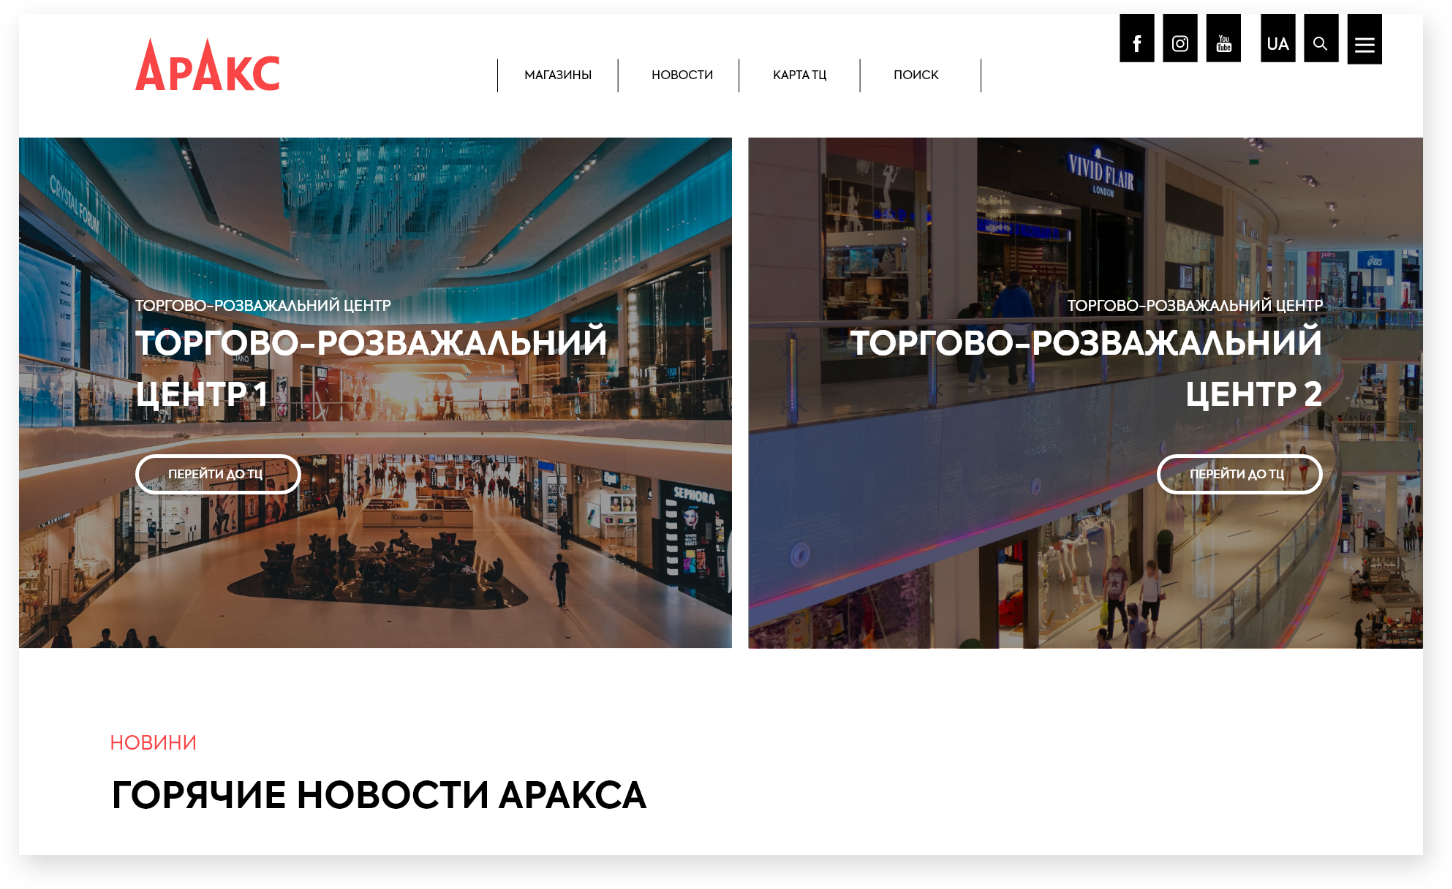 АРАКС
МАГАЗИНЫ
НОВОСТИ
КАРТА ТЦ
ПОИСК
f
You
Tube
UA
CRYSTAL FORUM
ТОРГОВО-РОЗВАЖАЛЬНИЙ ЦЕНТР
ТОРГОВО-РОЗВАЖАЛЬНИЙ
ЦЕНТР 1
ПЕРЕЙТИ ДО ТЦ
SEPHORA
VIVID FLAIR
LONDON
ТОРГОВО-РОЗВАЖАЛЬНИЙ ЦЕНТР
ТОРГОВО-РОЗВАЖАЛЬНИЙ
ЦЕНТР 2
ПЕРЕЙТИ ДО ТЦ
НОВИНИ
ГОРЯЧИЕ НОВОСТИ АРАКСА